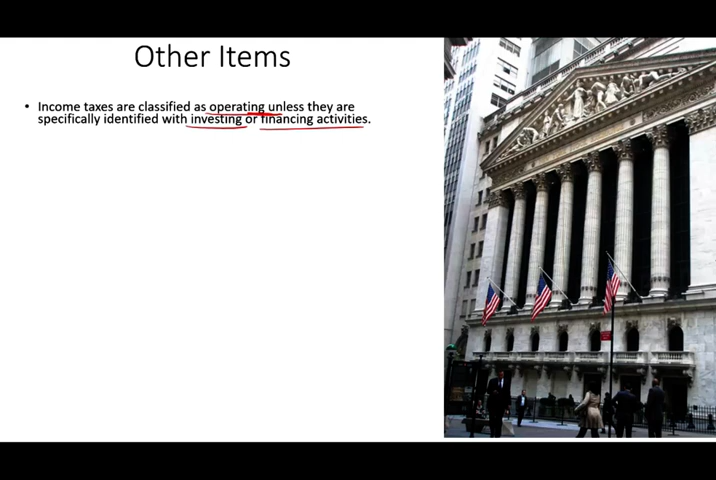 Other Items
• Income taxes are classified as operating unless they are
specifically identified with investing or financing activities.